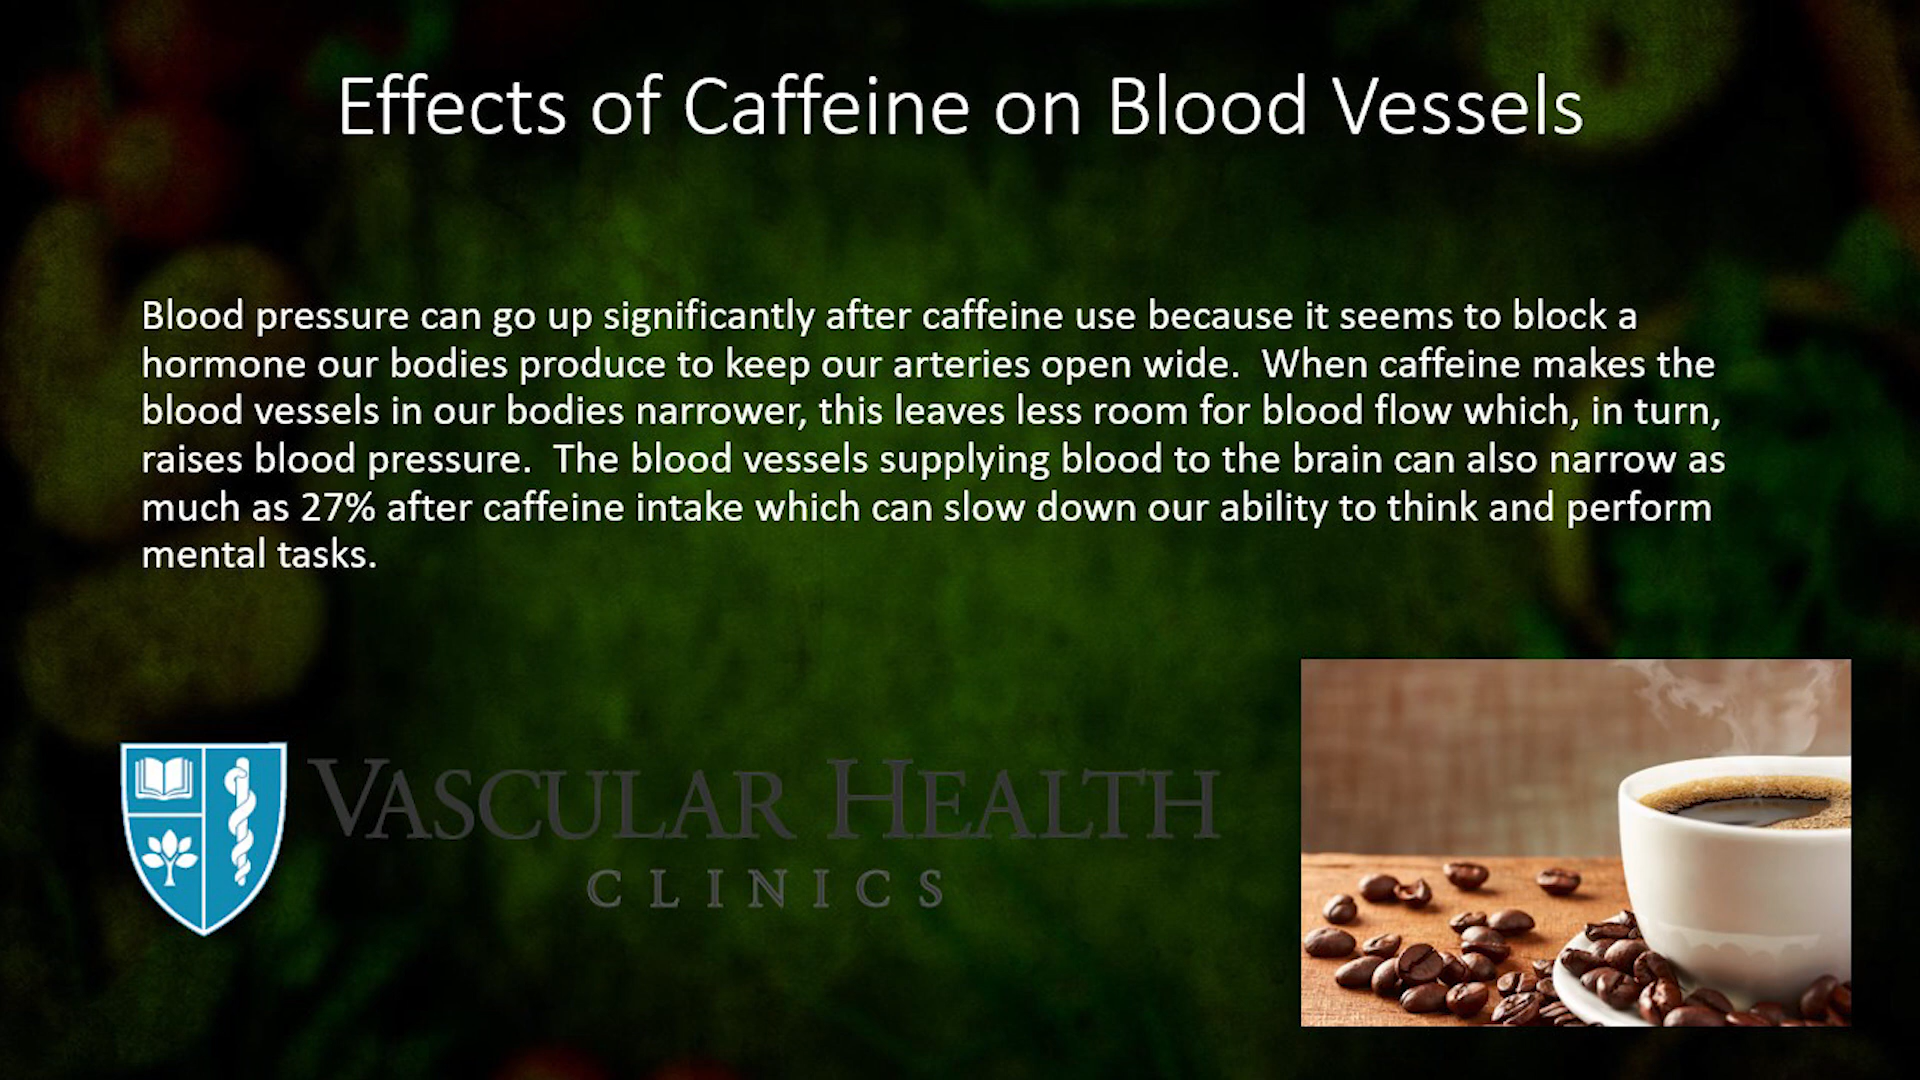 Effects of Caffeine on Blood Vessels
Blood pressure can go up significantly after caffeine use because it seems to block a
hormone our bodies produce to keep our arteries open wide.  When caffeine makes the
blood vessels in our bodies narrower, this leaves less room for blood flow which, in turn,
raises blood pressure.  The blood vessels supplying blood to the brain can also narrow as
much as 27% after caffeine intake which can slow down our ability to think and perform
mental tasks.
VASCULAR HEALTH
CLINICS